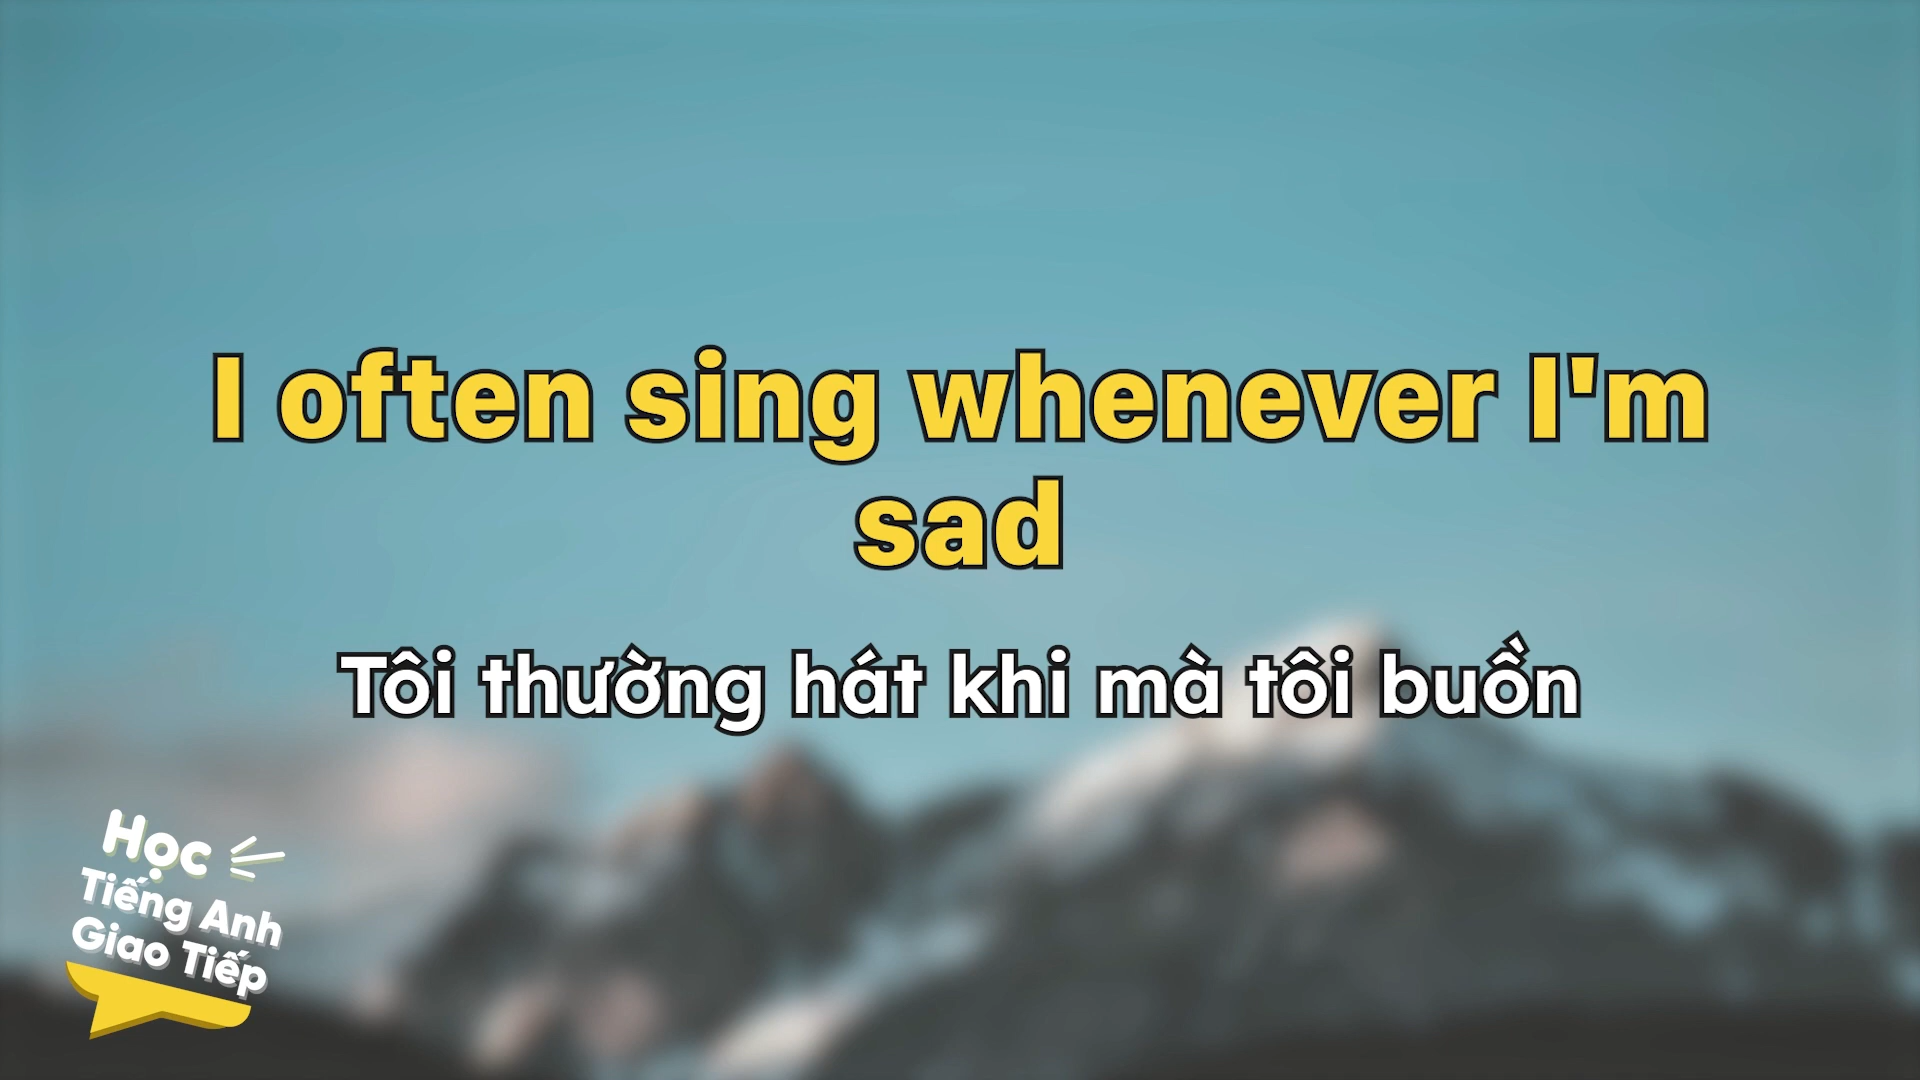 I often sing whenever I'm
sad
Tôi thường hát khi mà tôi buồn
Học
Tiếng Anh
Giao Tiếp